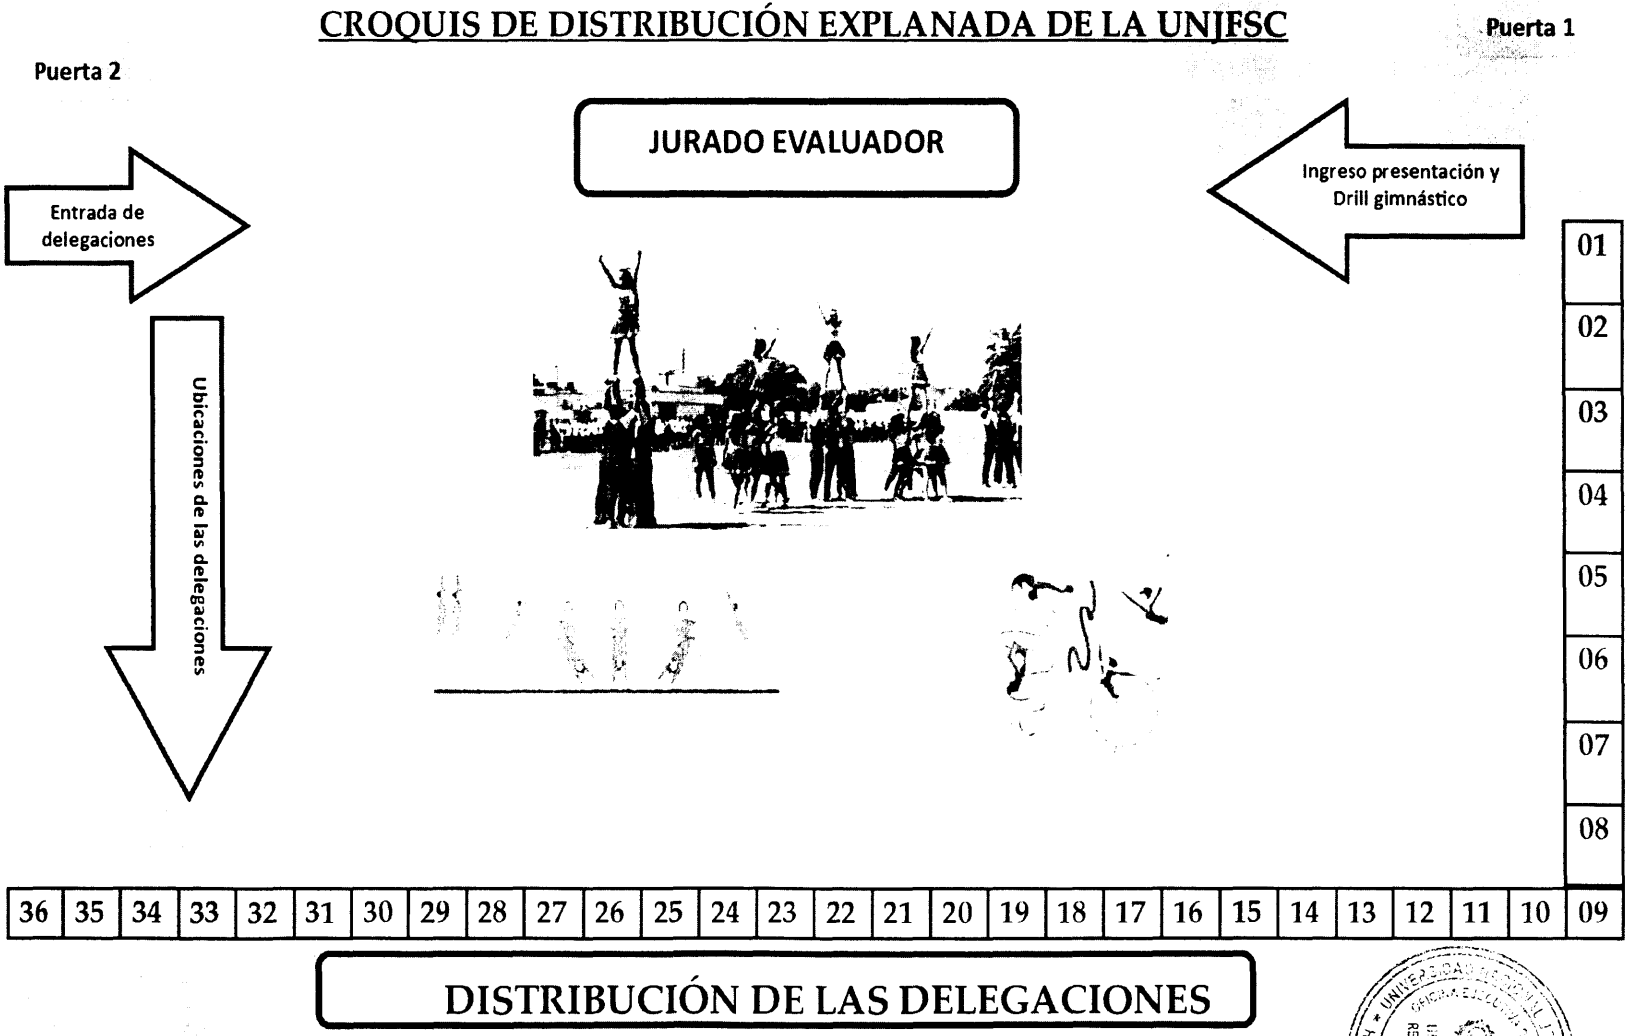 CROQUIS DE DISTRIBUCIÓN EXPLANADA DE LA UNJFSC
Puerta 1
Puerta 2
JURADO EVALUADOR
Ingreso presentación y
Drill gimnástico
Entrada de
delegaciones
Ubicaciones de las delegaciones
01
02
03
04
05
06
07
08
36 35 34 33 32 31 30 29 28 27 26 25 24 23 22 21 20 19 18 17 16 15 14 13 12 11 10 09
DISTRIBUCIÓN DE LAS DELEGACIONES
UNIVERSIDAD